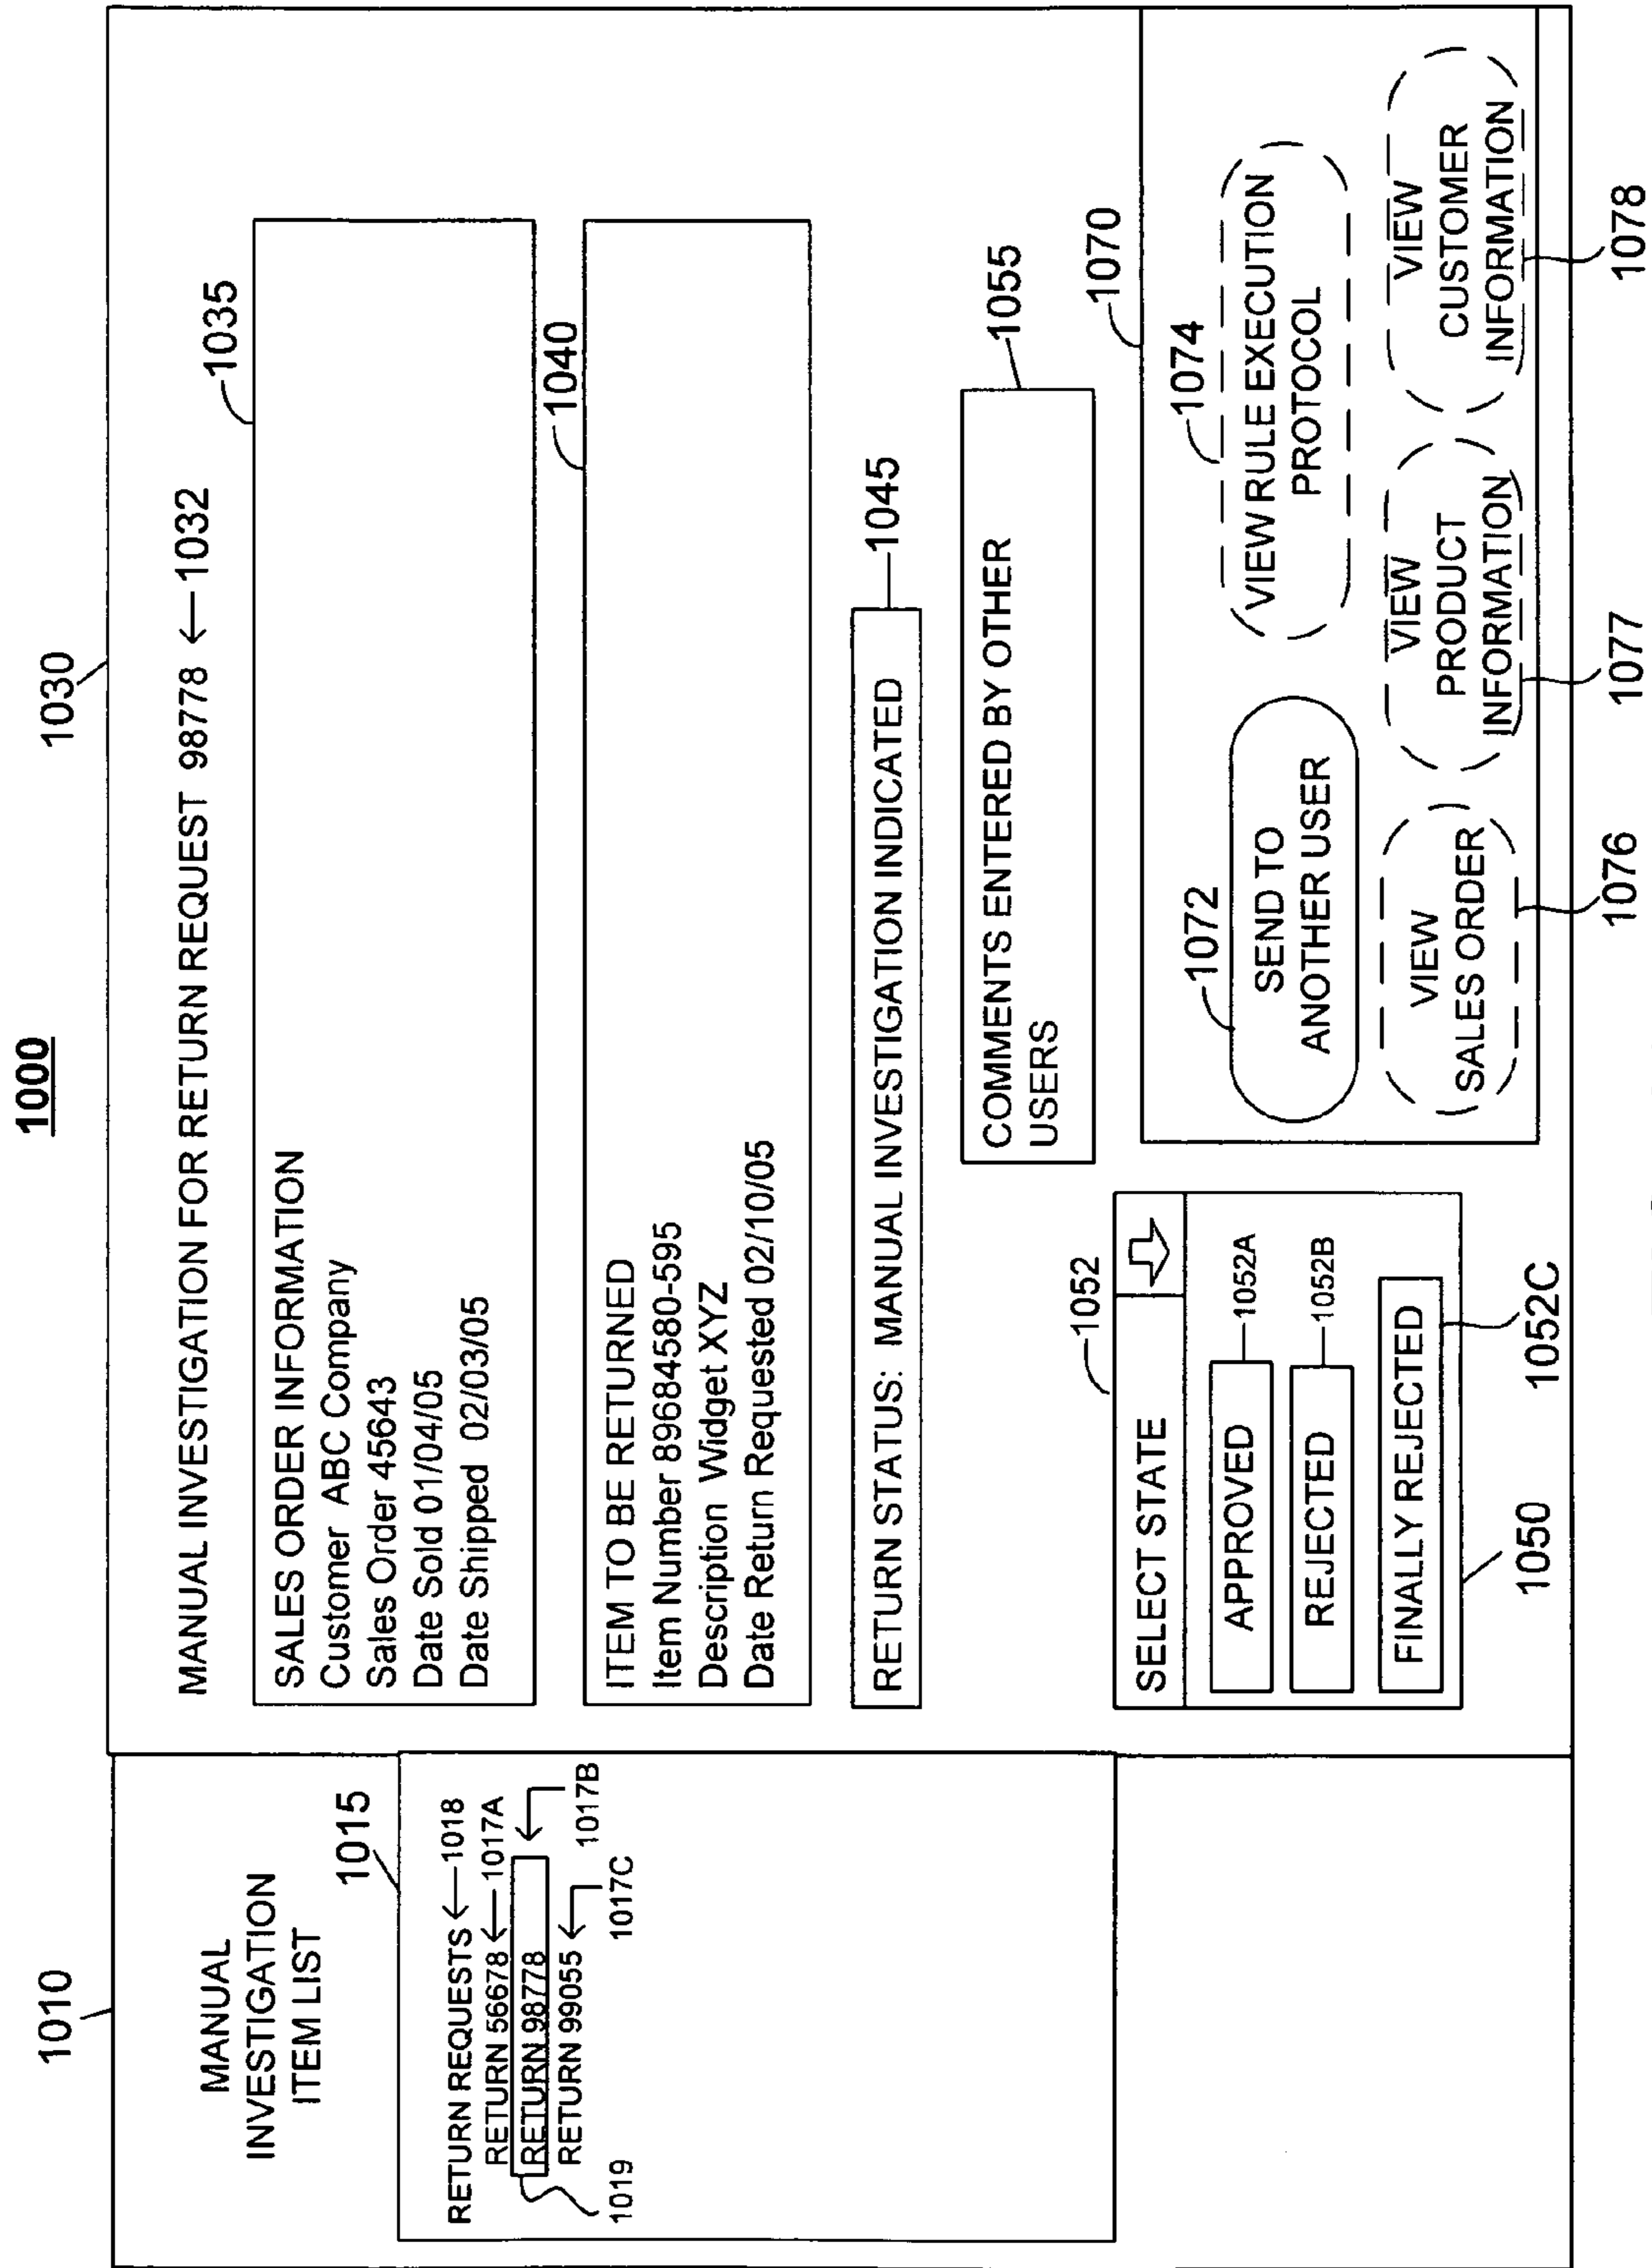 1000
1010
1030
MANUAL
INVESTIGATION
ITEM LIST
1015
RETURN REQUESTS
1018
RETURN 56678
1017A
RETURN 98778
1017B
RETURN 99055
1017C
1019
MANUAL INVESTIGATION FOR RETURN REQUEST 98778
1032
1035
SALES ORDER INFORMATION
Customer ABC Company
Sales Order 45643
Date Sold 01/04/05
Date Shipped 02/03/05
1040
ITEM TO BE RETURNED
Item Number 89684580-595
Description Widget XYZ
Date Return Requested 02/10/05
RETURN STATUS: MANUAL INVESTIGATION INDICATED
1045
COMMENTS ENTERED BY OTHER
USERS
1055
1052
SELECT STATE
APPROVED
1052A
REJECTED
1052B
FINALLY REJECTED
1052C
1050
1070
1072
SEND TO
ANOTHER USER
1074
VIEW RULE EXECUTION
PROTOCOL
VIEW
SALES ORDER
1076
VIEW
PRODUCT
INFORMATION
1077
VIEW
CUSTOMER
INFORMATION
1078